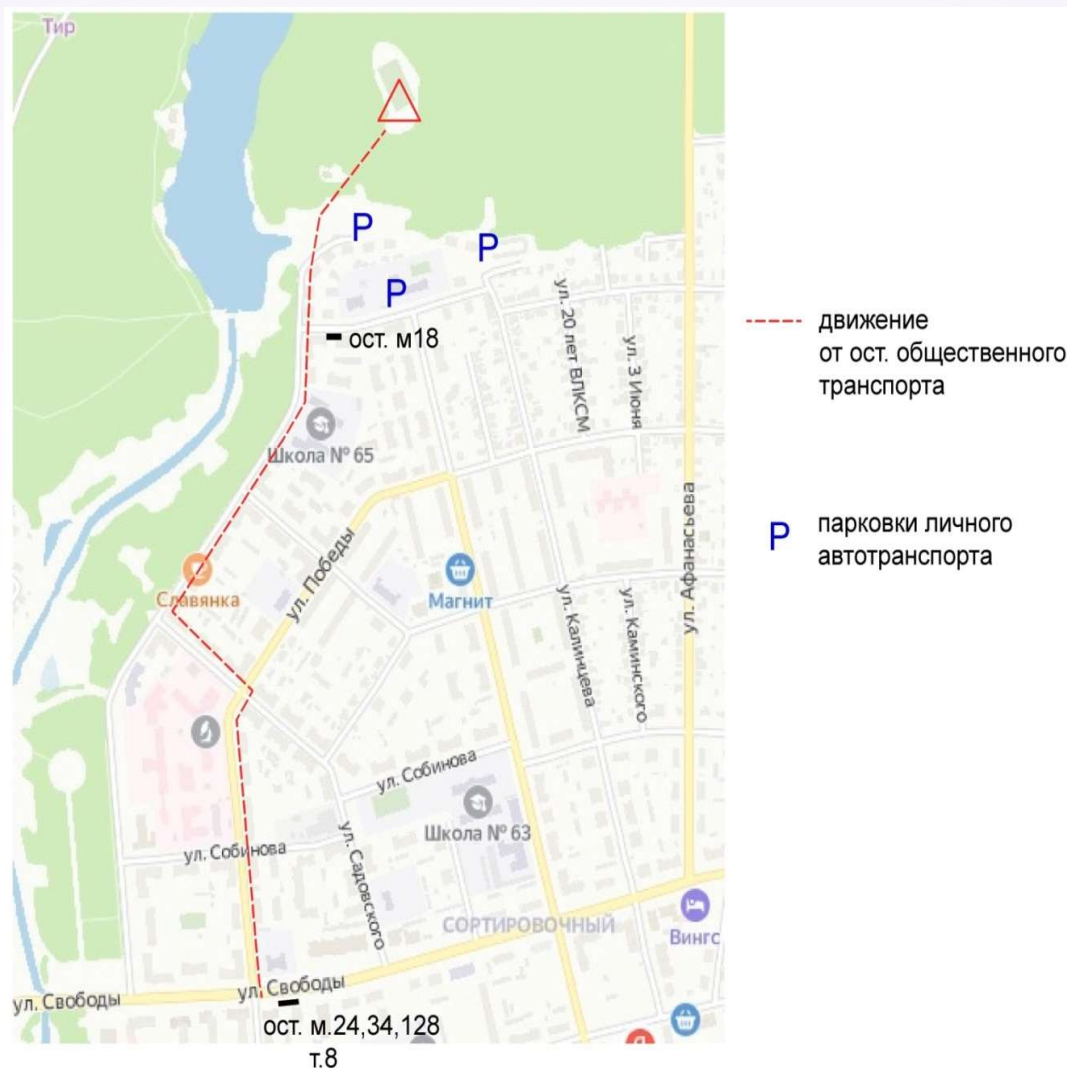 Тир
Р
Р
Р
ост. м18
ул. 20 лет ВЛКСМ
ул. 3 Июня
Школа № 65
ул. Победы
ул. Афанасьева
Славянка
Магнит
ул. Калинцева
ул. Каминского
ул. Собинова
Школа № 63
ул. Собинова
ул. Садовского
СОРТИРОВОЧНЫЙ
Вингс
ул. Свободы
ул. Свободы
ост. м.24,34,128
т.8
движение
от ост. общественного
транспорта
Р
парковки личного
автотранспорта